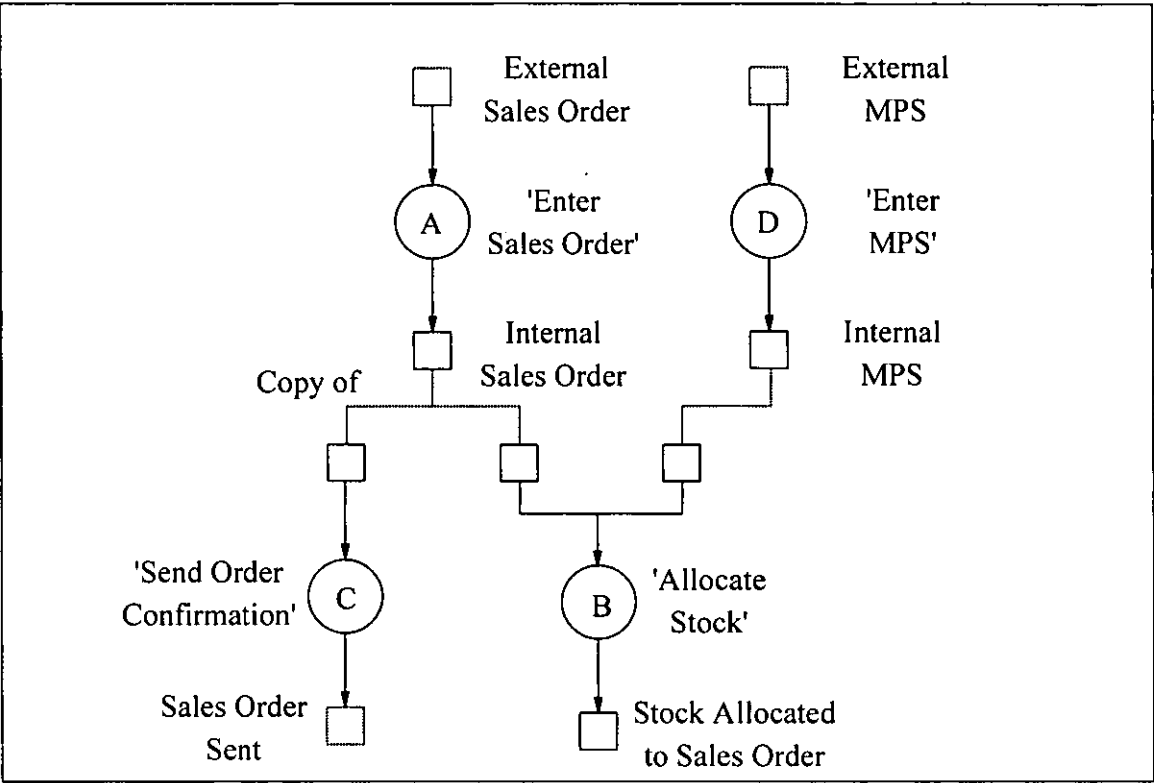 External
Sales Order
External
MPS
A
'Enter
Sales Order'
D
'Enter
MPS'
Internal
Sales Order
Internal
MPS
Copy of
'Send Order
Confirmation'
C
B
'Allocate
Stock'
Sales Order
Sent
Stock Allocated
to Sales Order